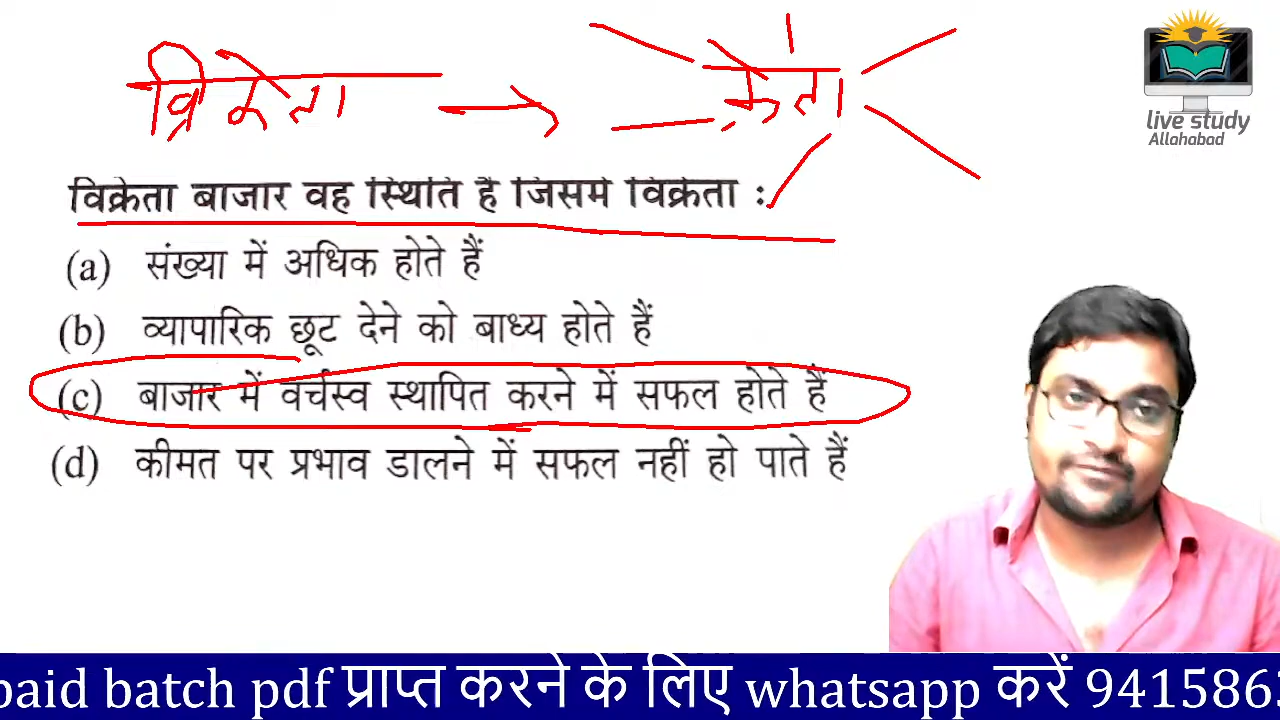 विक्रेता → क्रेता
live study
Allahabad
विक्रेता बाजार वह स्थिति है जिसमें विक्रेता :
(a) संख्या में अधिक होते हैं
(b) व्यापारिक छूट देने को बाध्य होते हैं
(c) बाजार में वर्चस्व स्थापित करने में सफल होते हैं
(d) कीमत पर प्रभाव डालने में सफल नहीं हो पाते हैं
paid batch pdf प्राप्त करने के लिए whatsapp करें 941586